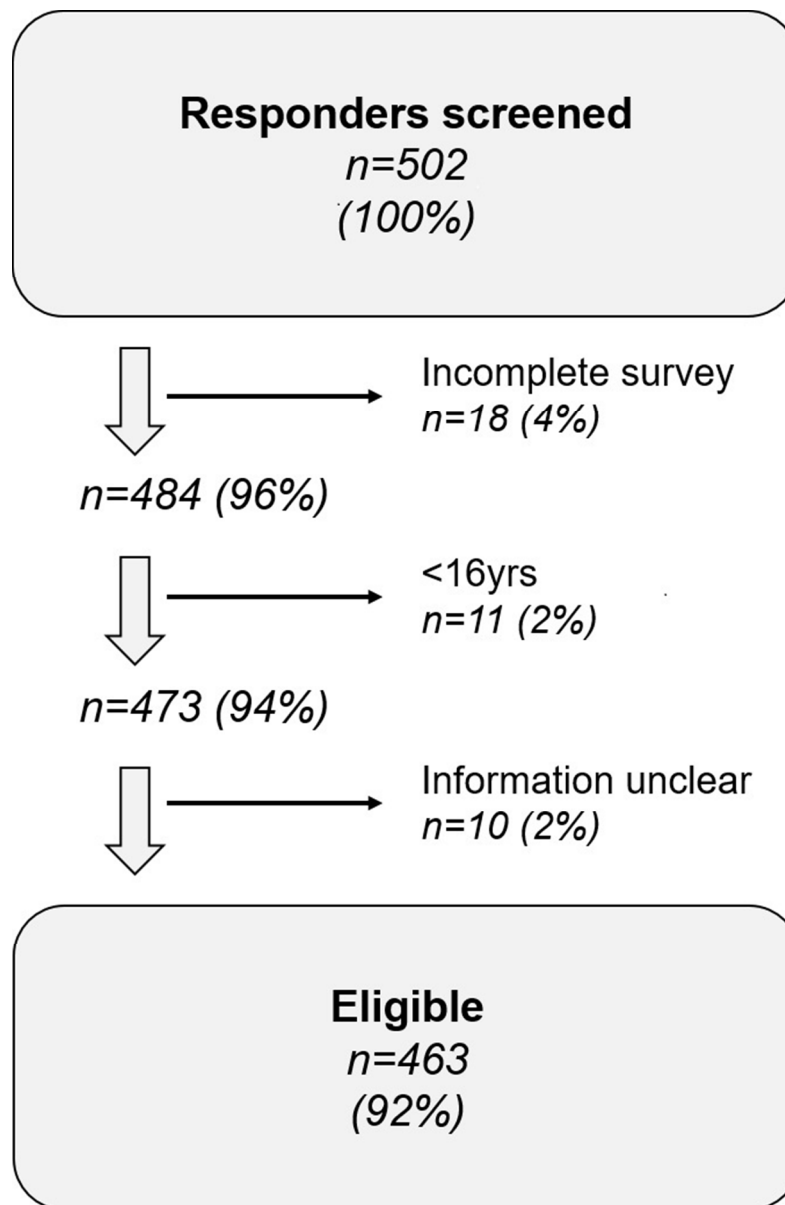 Responders screened
n=502
(100%)
Incomplete survey
n=18 (4%)
n=484 (96%)
<16yrs
n=11 (2%)
n=473 (94%)
Information unclear
n=10 (2%)
Eligible
n=463
(92%)